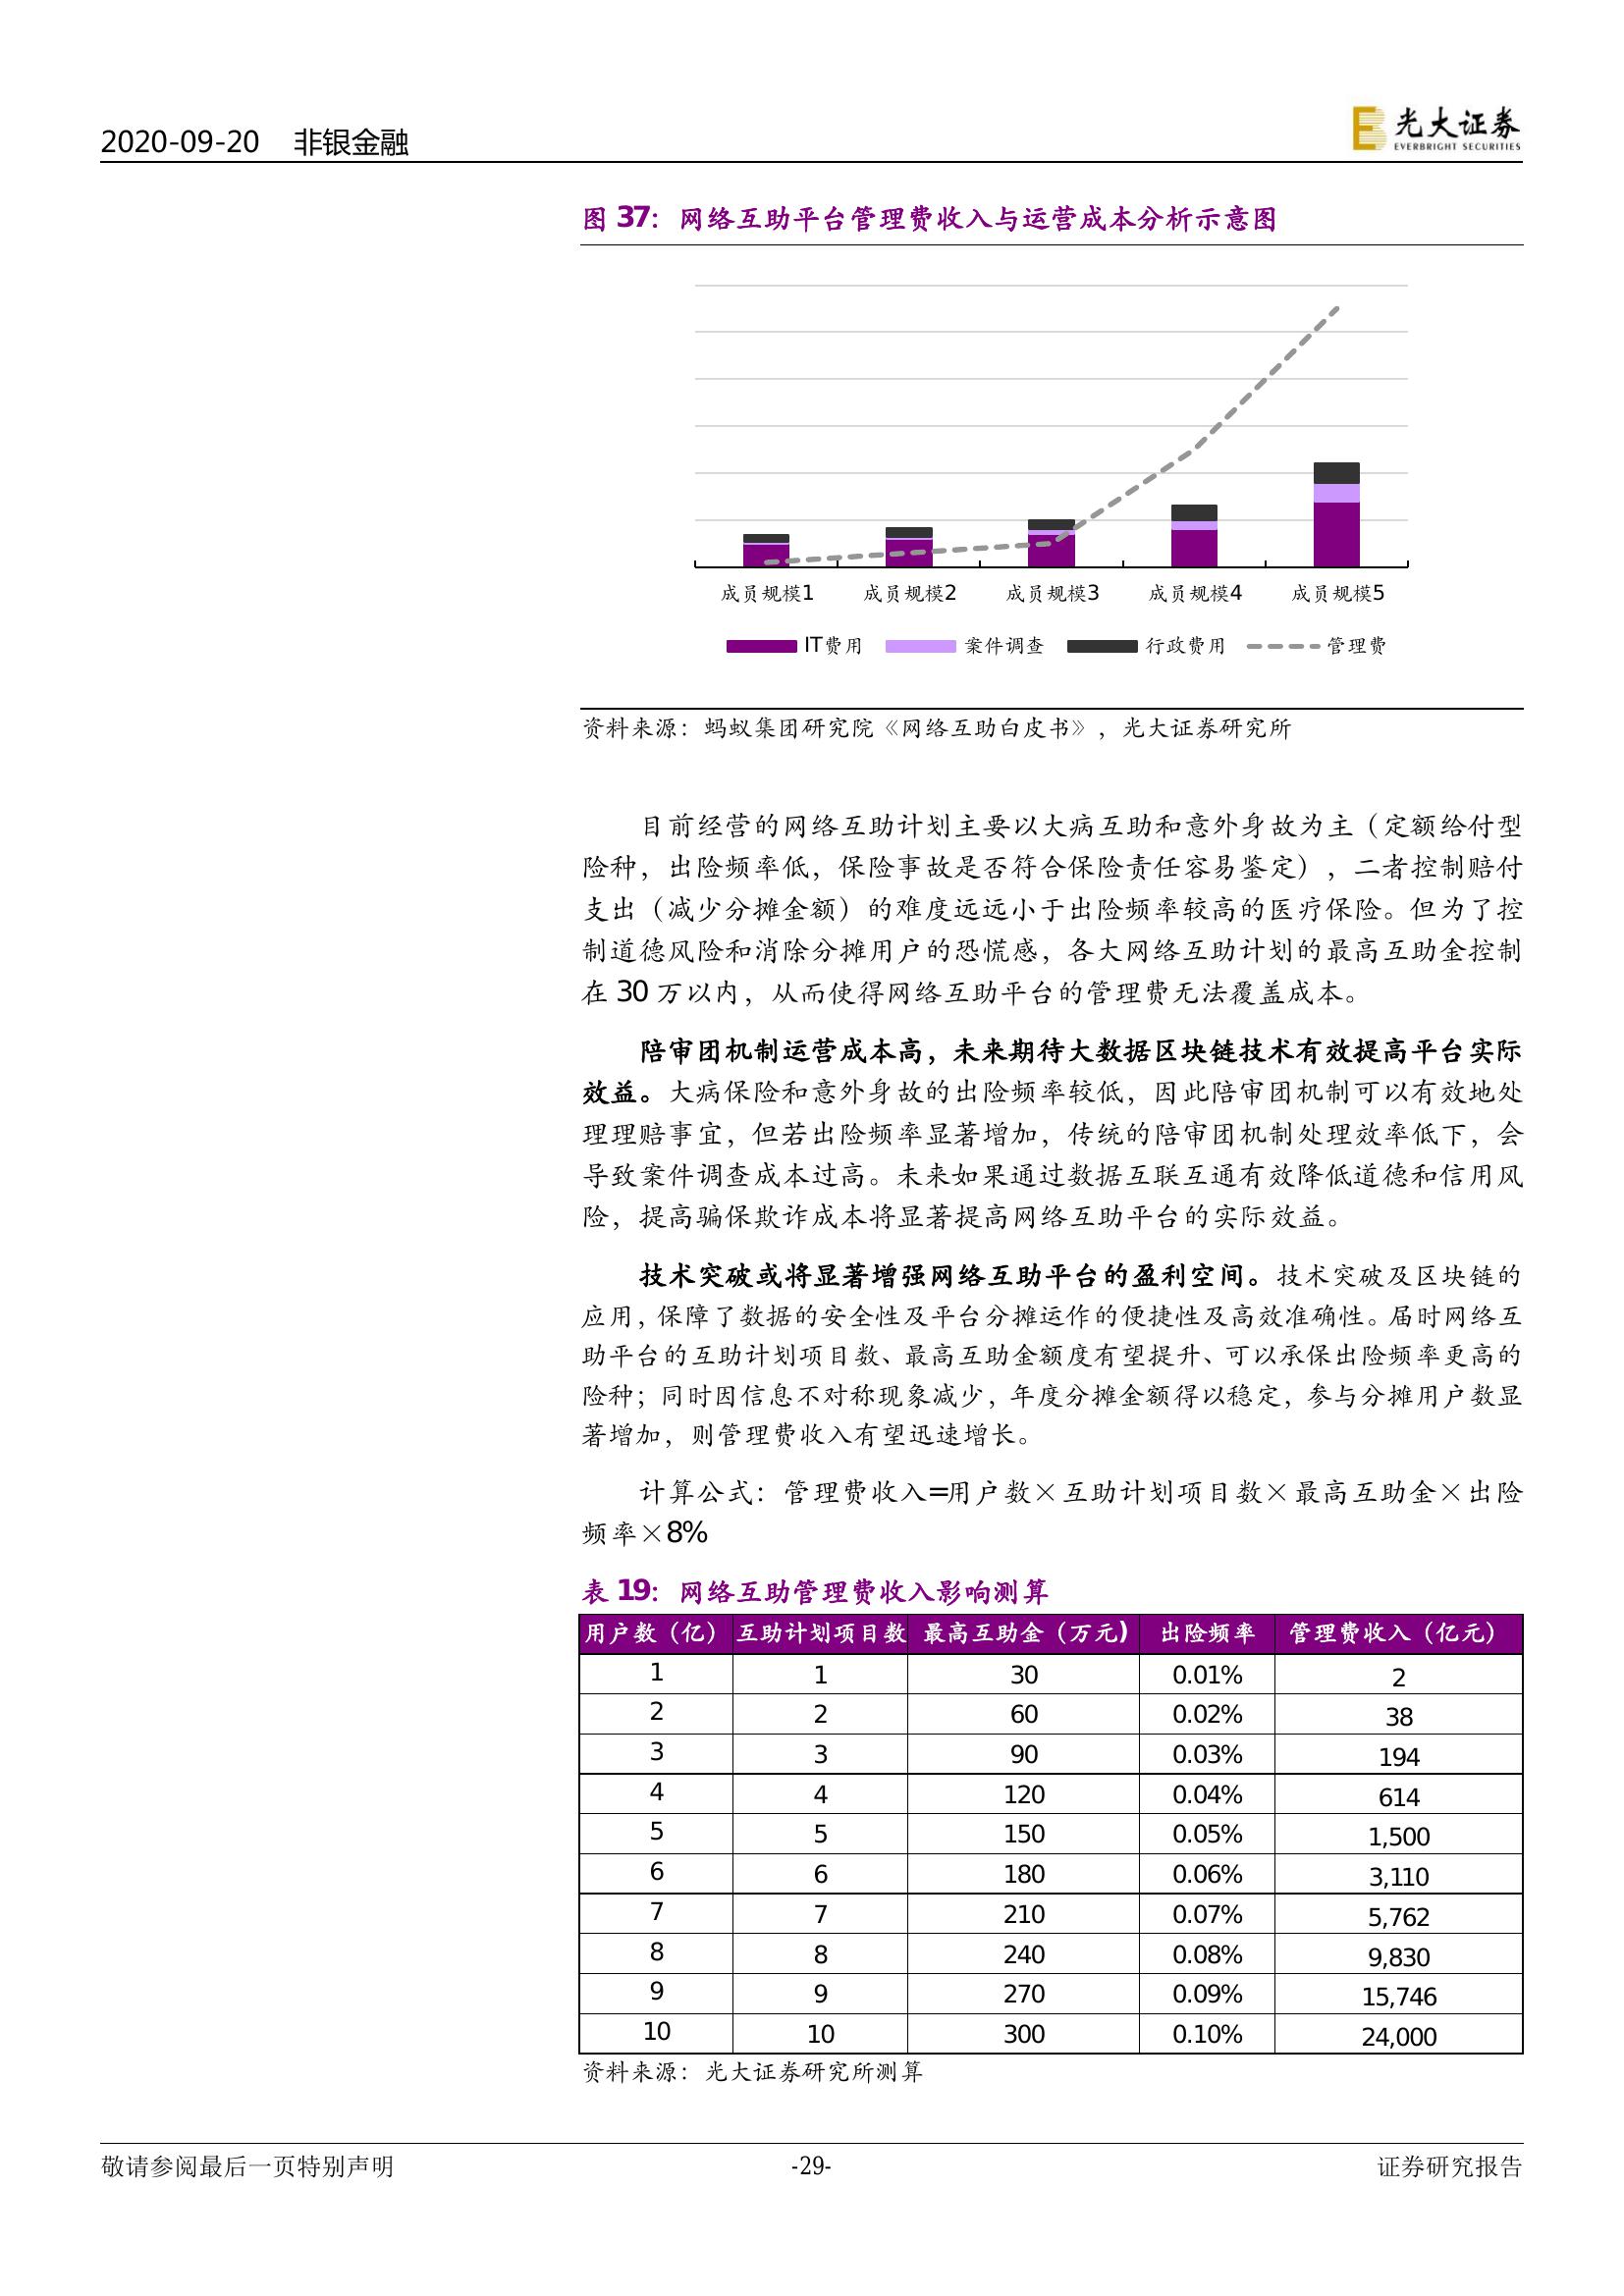 2020-09-20 非银金融
光大证券
EVERBRIGHT SECURITIES
图 37：网络互助平台管理费收入与运营成本分析示意图
成员规模1 成员规模2 成员规模3 成员规模4 成员规模5
IT费用 案件调查 行政费用 管理费
资料来源：蚂蚁集团研究院《网络互助白皮书》，光大证券研究所
目前经营的网络互助计划主要以大病互助和意外身故为主（定额给付型
险种，出险频率低，保险事故是否符合保险责任容易鉴定），二者控制赔付
支出（减少分摊金额）的难度远远小于出险频率较高的医疗保险。但为了控
制道德风险和消除分摊用户的恐慌感，各大网络互助计划的最高互助金控制
在 30 万以内，从而使得网络互助平台的管理费无法覆盖成本。
陪审团机制运营成本高，未来期待大数据区块链技术有效提高平台实际
效益。大病保险和意外身故的出险频率较低，因此陪审团机制可以有效地处
理理赔事宜，但若出险频率显著增加，传统的陪审团机制处理效率低下，会
导致案件调查成本过高。未来如果通过数据互联互通有效降低道德和信用风
险，提高骗保欺诈成本将显著提高网络互助平台的实际效益。
技术突破或将显著增强网络互助平台的盈利空间。技术突破及区块链的
应用，保障了数据的安全性及平台分摊运作的便捷性及高效准确性。届时网络互
助平台的互助计划项目数、最高互助金额度有望提升、可以承保出险频率更高的
险种；同时因信息不对称现象减少，年度分摊金额得以稳定，参与分摊用户数显
著增加，则管理费收入有望迅速增长。
计算公式：管理费收入=用户数×互助计划项目数×最高互助金×出险
频率×8%
表 19：网络互助管理费收入影响测算
用户数（亿） 互助计划项目数 最高互助金（万元） 出险频率 管理费收入（亿元）
1 1 30 0.01% 2
2 2 60 0.02% 38
3 3 90 0.03% 194
4 4 120 0.04% 614
5 5 150 0.05% 1,500
6 6 180 0.06% 3,110
7 7 210 0.07% 5,762
8 8 240 0.08% 9,830
9 9 270 0.09% 15,746
10 10 300 0.10% 24,000
资料来源：光大证券研究所测算
敬请参阅最后一页特别声明 -29- 证券研究报告